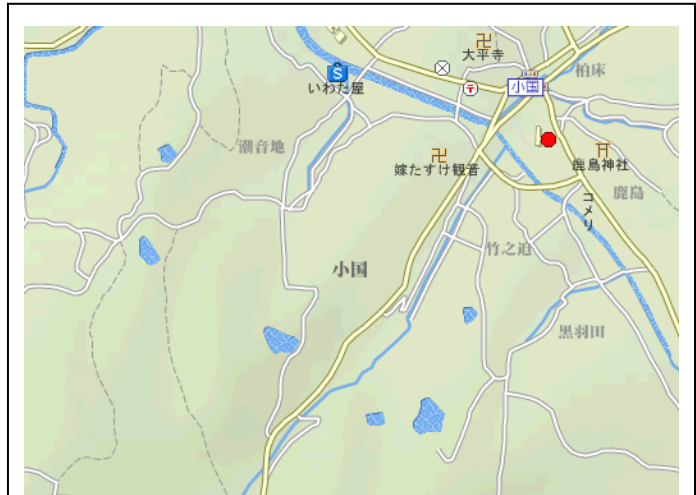 大平寺
柏床
S
いわた屋
〒
小国
潮音地
嫁たすけ観音
鹿島神社
鹿島
コメリ
竹之迫
小国
黒羽田